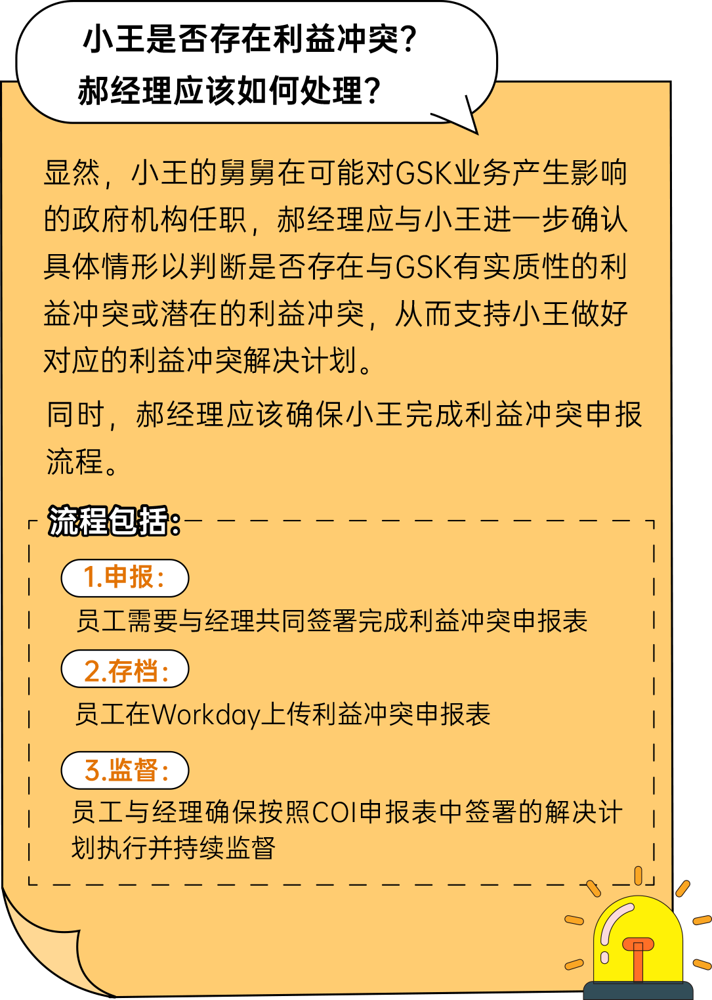 小王是否存在利益冲突？
郝经理应该如何处理？
显然，小王的舅舅在可能对GSK业务产生影响
的政府机构任职，郝经理应与小王进一步确认
具体情形以判断是否存在与GSK有实质性的利
益冲突或潜在的利益冲突，从而支持小王做好
对应的利益冲突解决计划。
同时，郝经理应该确保小王完成利益冲突申报
流程。
流程包括：
1.申报：
员工需要与经理共同签署完成利益冲突申报表
2.存档：
员工在Workday上传利益冲突申报表
3.监督：
员工与经理确保按照COI申报表中签署的解决计
划执行并持续监督